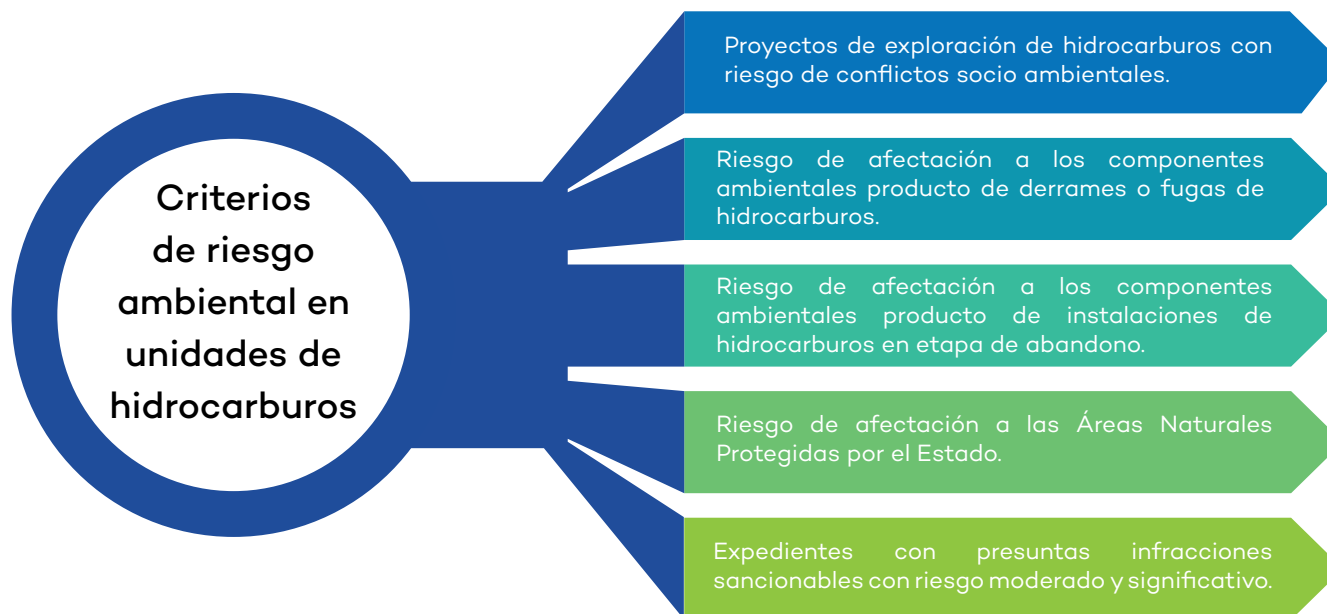 Criterios
de riesgo
ambiental en
unidades de
hidrocarburos
Proyectos de exploración de hidrocarburos con
riesgo de conflictos socio ambientales.
Riesgo de afectación a los componentes
ambientales producto de derrames o fugas de
hidrocarburos.
Riesgo de afectación a los componentes
ambientales producto de instalaciones de
hidrocarburos en etapa de abandono.
Riesgo de afectación a las Áreas Naturales
Protegidas por el Estado.
Expedientes con presuntas infracciones
sancionables con riesgo moderado y significativo.